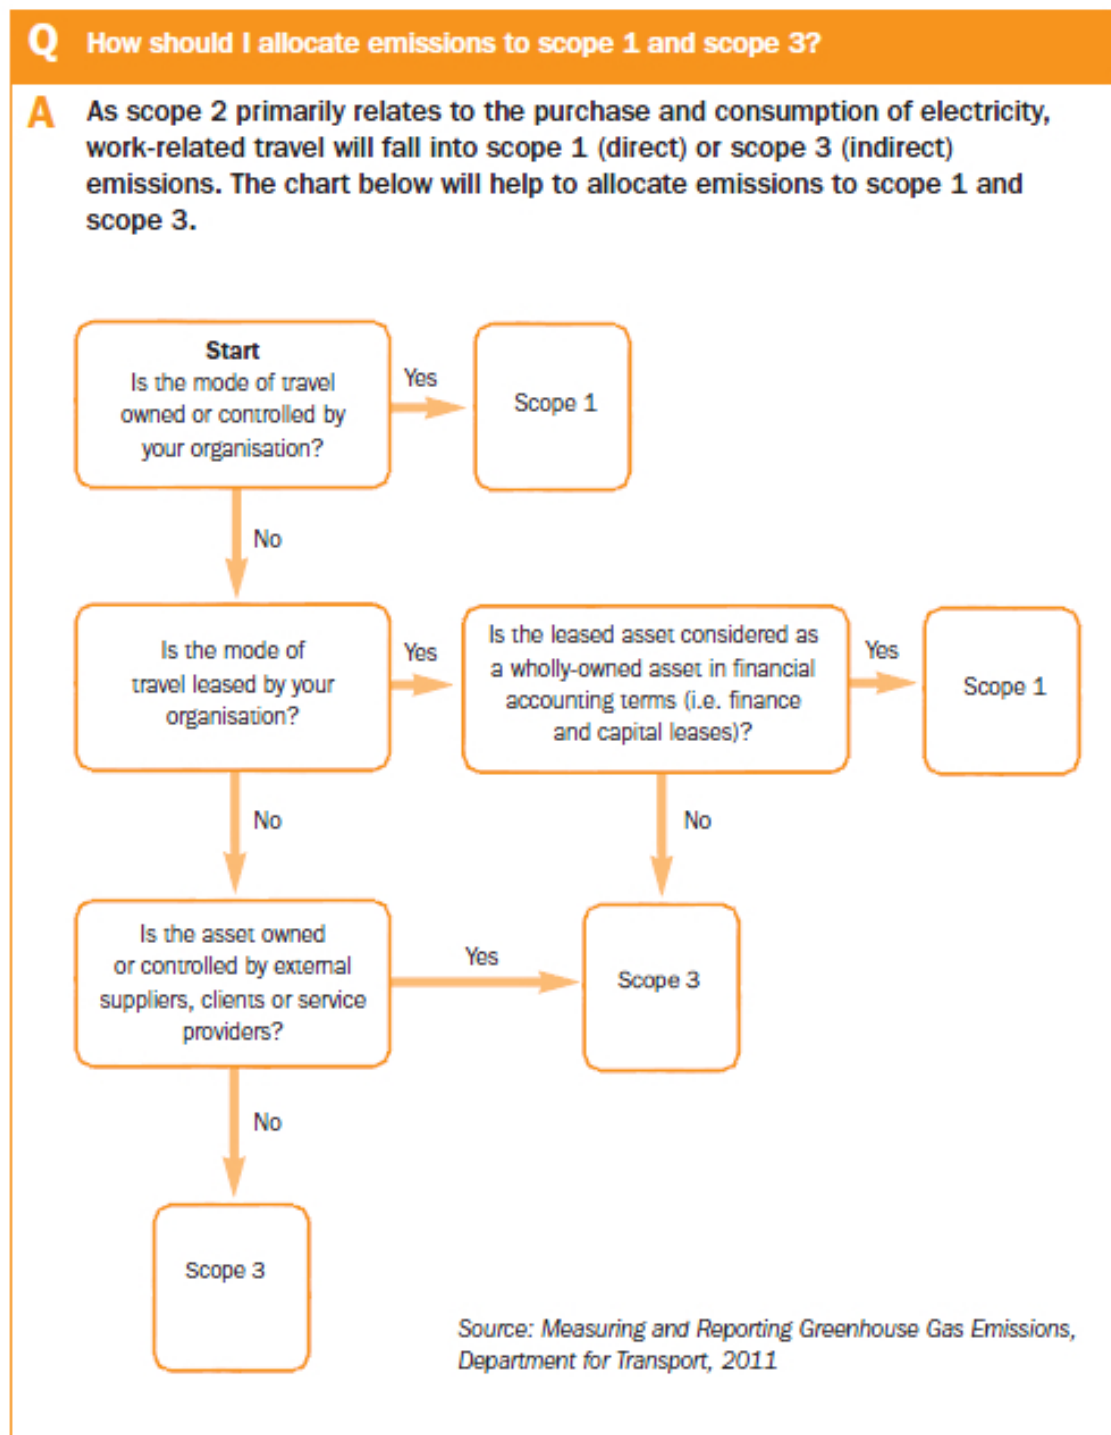 Q How should I allocate emissions to scope 1 and scope 3?
A As scope 2 primarily relates to the purchase and consumption of electricity,
work-related travel will fall into scope 1 (direct) or scope 3 (indirect)
emissions. The chart below will help to allocate emissions to scope 1 and
scope 3.
Start
Is the mode of travel
owned or controlled by
your organisation?
Yes
Scope 1
No
Is the mode of
travel leased by your
organisation?
Yes
Is the leased asset considered as
a wholly-owned asset in financial
accounting terms (i.e. finance
and capital leases)?
Yes
Scope 1
No
No
Is the asset owned
or controlled by external
suppliers, clients or service
providers?
Yes
Scope 3
No
Scope 3
Source: Measuring and Reporting Greenhouse Gas Emissions,
Department for Transport, 2011